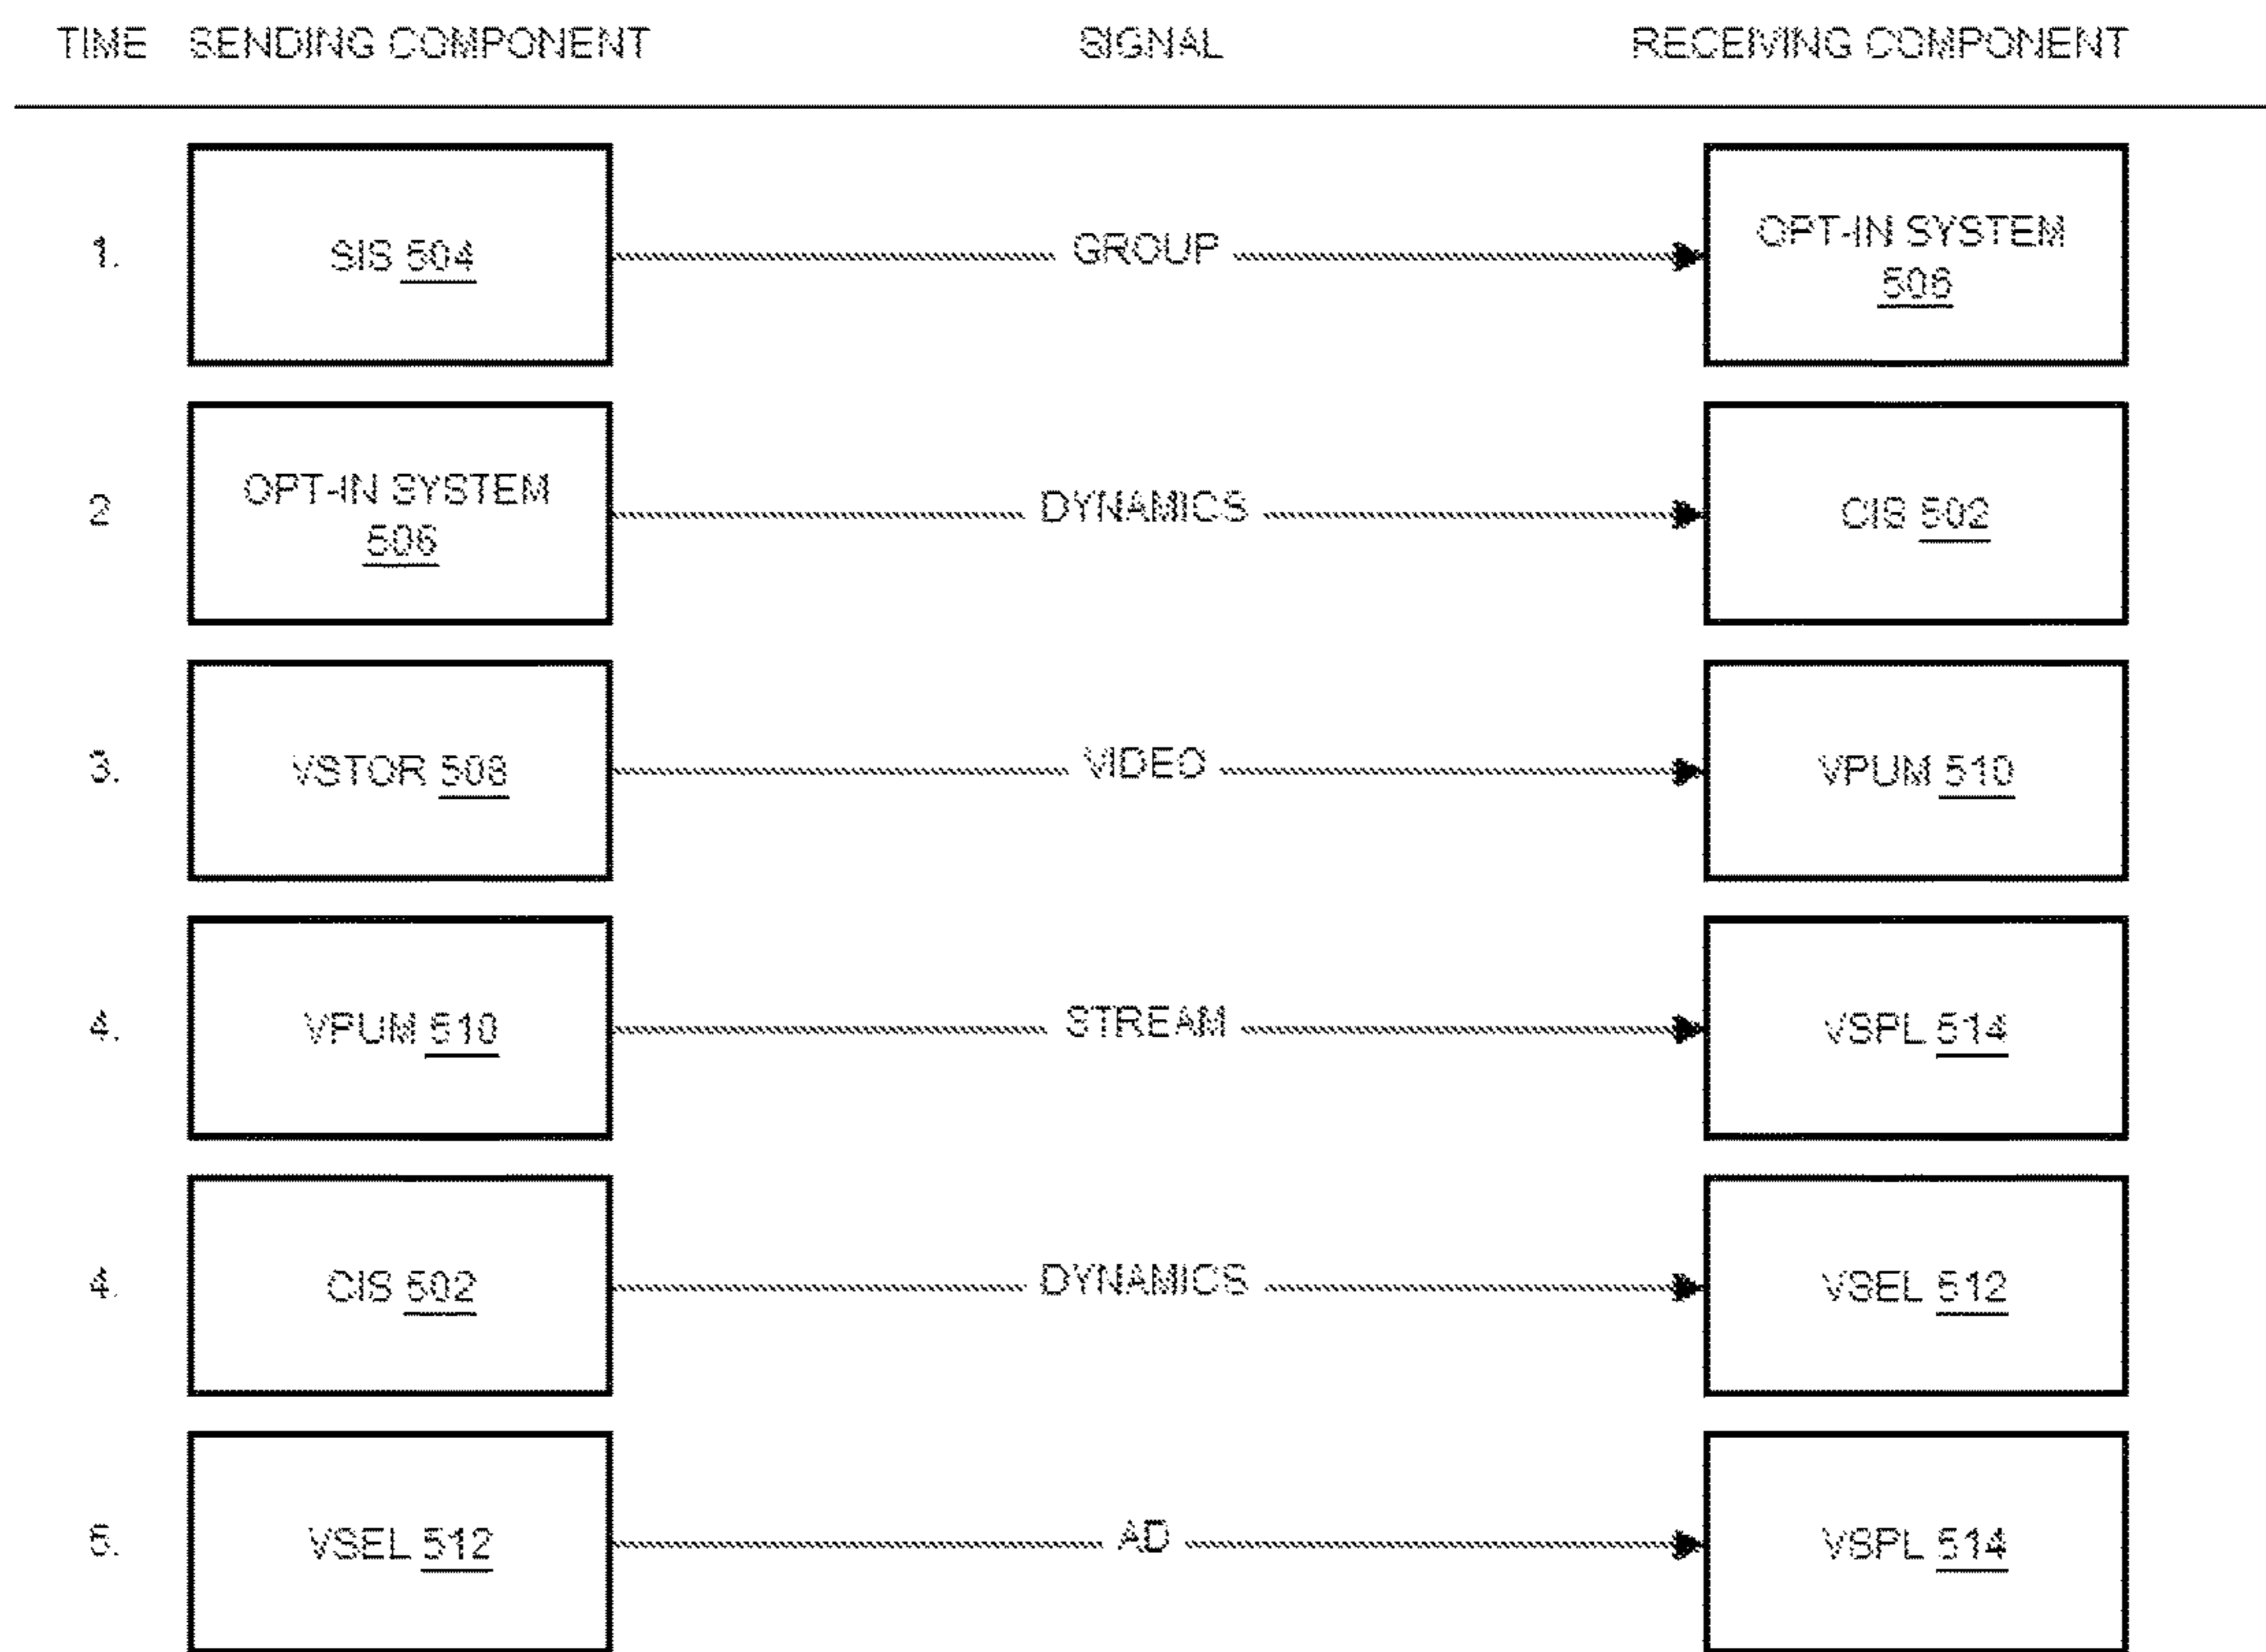 TIME SENDING COMPONENT SIGNAL RECEIVING COMPONENT
1. SIS 504 GROUP OPT-IN SYSTEM
506
2 OPT-IN SYSTEM
506 DYNAMICS CIS 502
3. VSTOR 508 VIDEO VPUM 510
4. VPUM 510 STREAM VSPL 514
4. CIS 502 DYNAMICS VSEL 512
5. VSEL 512 AD VSPL 514